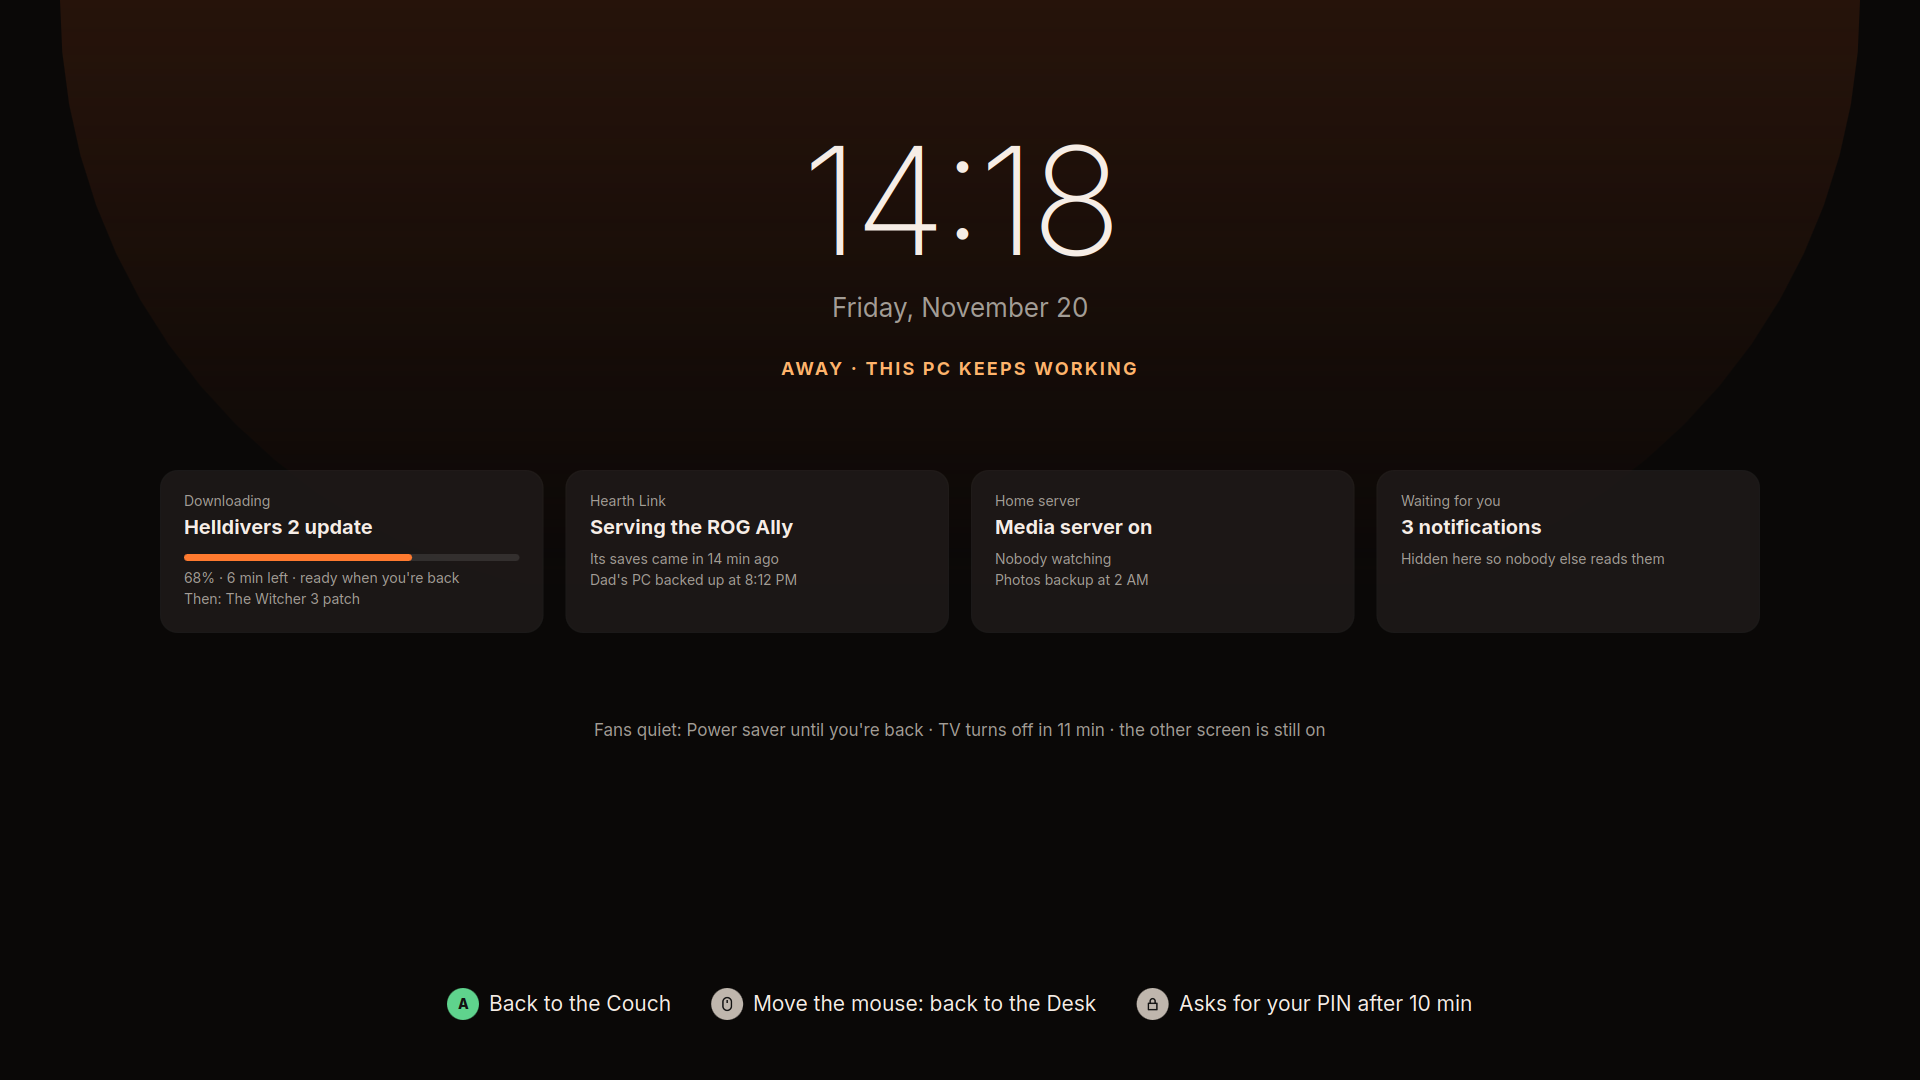 14:18
Friday, November 20
AWAY · THIS PC KEEPS WORKING
Downloading
Helldivers 2 update
68% · 6 min left · ready when you're back
Then: The Witcher 3 patch
Hearth Link
Serving the ROG Ally
Its saves came in 14 min ago
Dad's PC backed up at 8:12 PM
Home server
Media server on
Nobody watching
Photos backup at 2 AM
Waiting for you
3 notifications
Hidden here so nobody else reads them
Fans quiet: Power saver until you're back · TV turns off in 11 min · the other screen is still on
A Back to the Couch
Move the mouse: back to the Desk
Asks for your PIN after 10 min